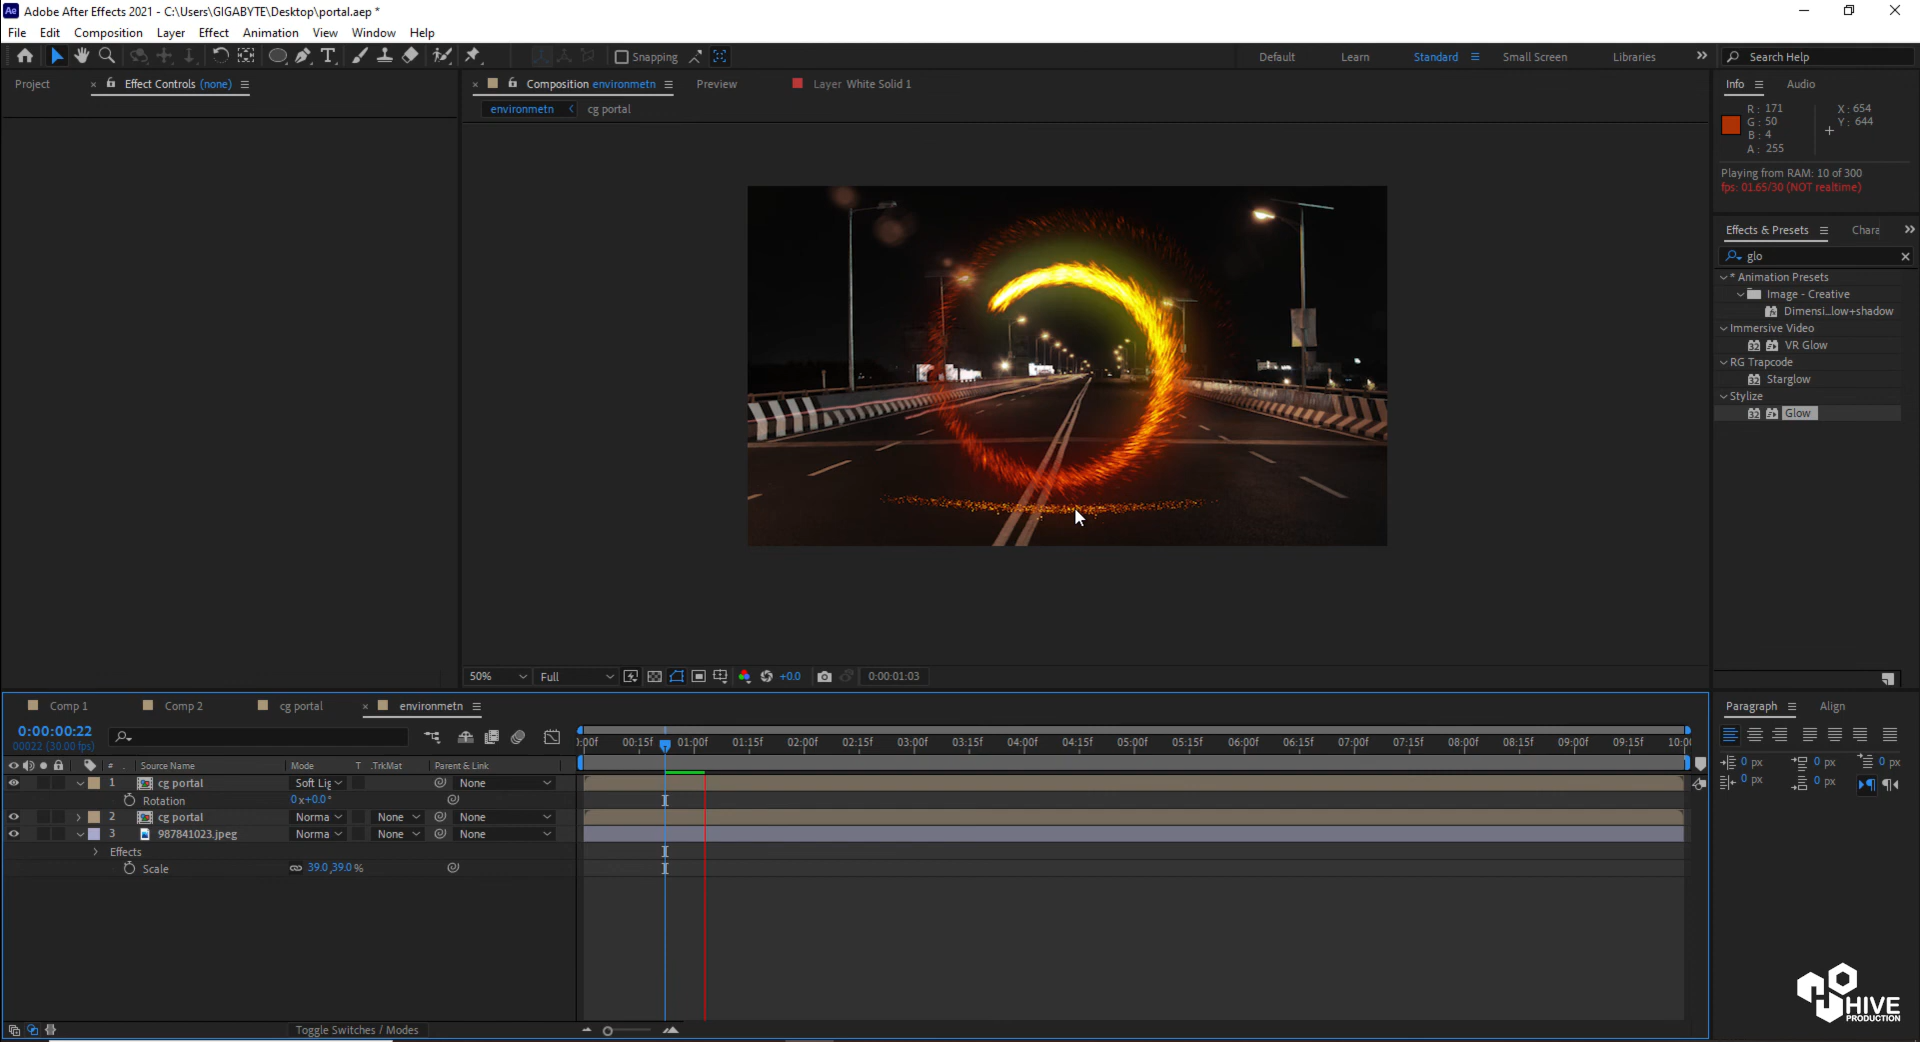 Ae Adobe After Effects 2021 - C:\Users\GIGABYTE\Desktop\portal.aep *
File Edit Composition Layer Effect Animation View Window Help
Snapping Default Learn Standard Small Screen Libraries Search Help
Project Effect Controls (none) Composition environmetn Preview Layer White Solid 1 Info Audio
environmetn cg portal
R: 171 X: 654
G: 50 Y: 644
B: 4
A: 255
Playing from RAM: 10 of 300
fps: 01.65/30 (NOT realtime)
Effects & Presets Chara
glo
* Animation Presets
Image - Creative
Dimensi...low+shadow
Immersive Video
32 VR Glow
RG Trapcode
32 Starglow
Stylize
32 Glow
50% Full +0.0 0:00:01:03
Comp 1 Comp 2 cg portal environmetn
Paragraph Align
0:00:00:22
00022 (30.00 fps)
:00f 00:15f 01:00f 01:15f 02:00f 02:15f 03:00f 03:15f 04:00f 04:15f 05:00f 05:15f 06:00f 06:15f 07:00f 07:15f 08:00f 08:15f 09:00f 09:15f 10:0
# Source Name Mode T .TrkMat Parent & Link
0 px 0 px 0 px
0 px 0 px
1 cg portal Soft Lig None
Rotation 0x+0.0°
2 cg portal Norma None None
3 987841023.jpeg Norma None None
Effects
Scale 39.0,39.0%
Toggle Switches / Modes
HIVE
PRODUCTION